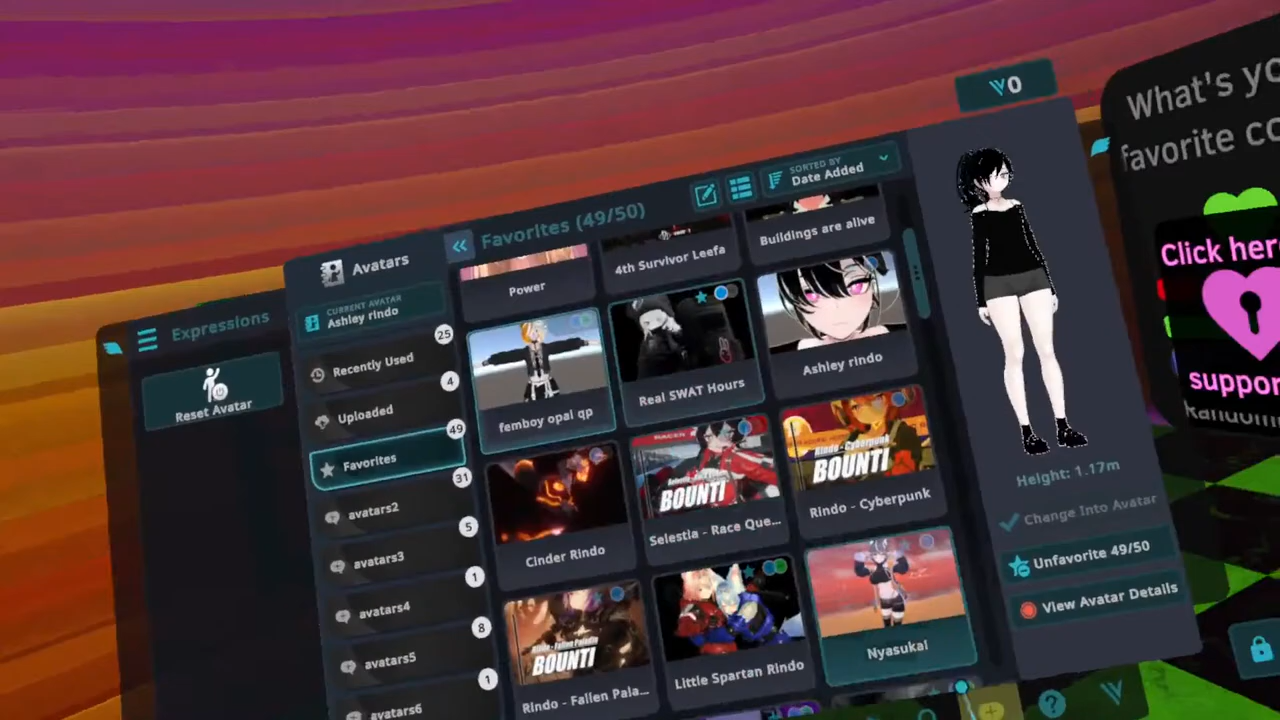 0
What's yo
favorite co
SORTED BY
Date Added
Favorites (49/50)
Avatars
CURRENT AVATAR
Ashley rindo
Expressions
Reset Avatar
Recently Used
25
Uploaded
4
Favorites
49
avatars2
31
avatars3
5
avatars4
1
avatars5
8
avatars6
1
Power
4th Survivor Leefa
Buildings are alive
femboy opal qp
Real SWAT Hours
Ashley rindo
Cinder Rindo
BOUNTI
Selestia - Race Que...
Rindo - Cyberpunk
BOUNTI
Rindo - Cyberpunk
BOUNTI
Rindo - Fallen Pala...
Little Spartan Rindo
Nyasukai
Height: 1.17m
Change Into Avatar
Unfavorite 49/50
View Avatar Details
Click her
suppor